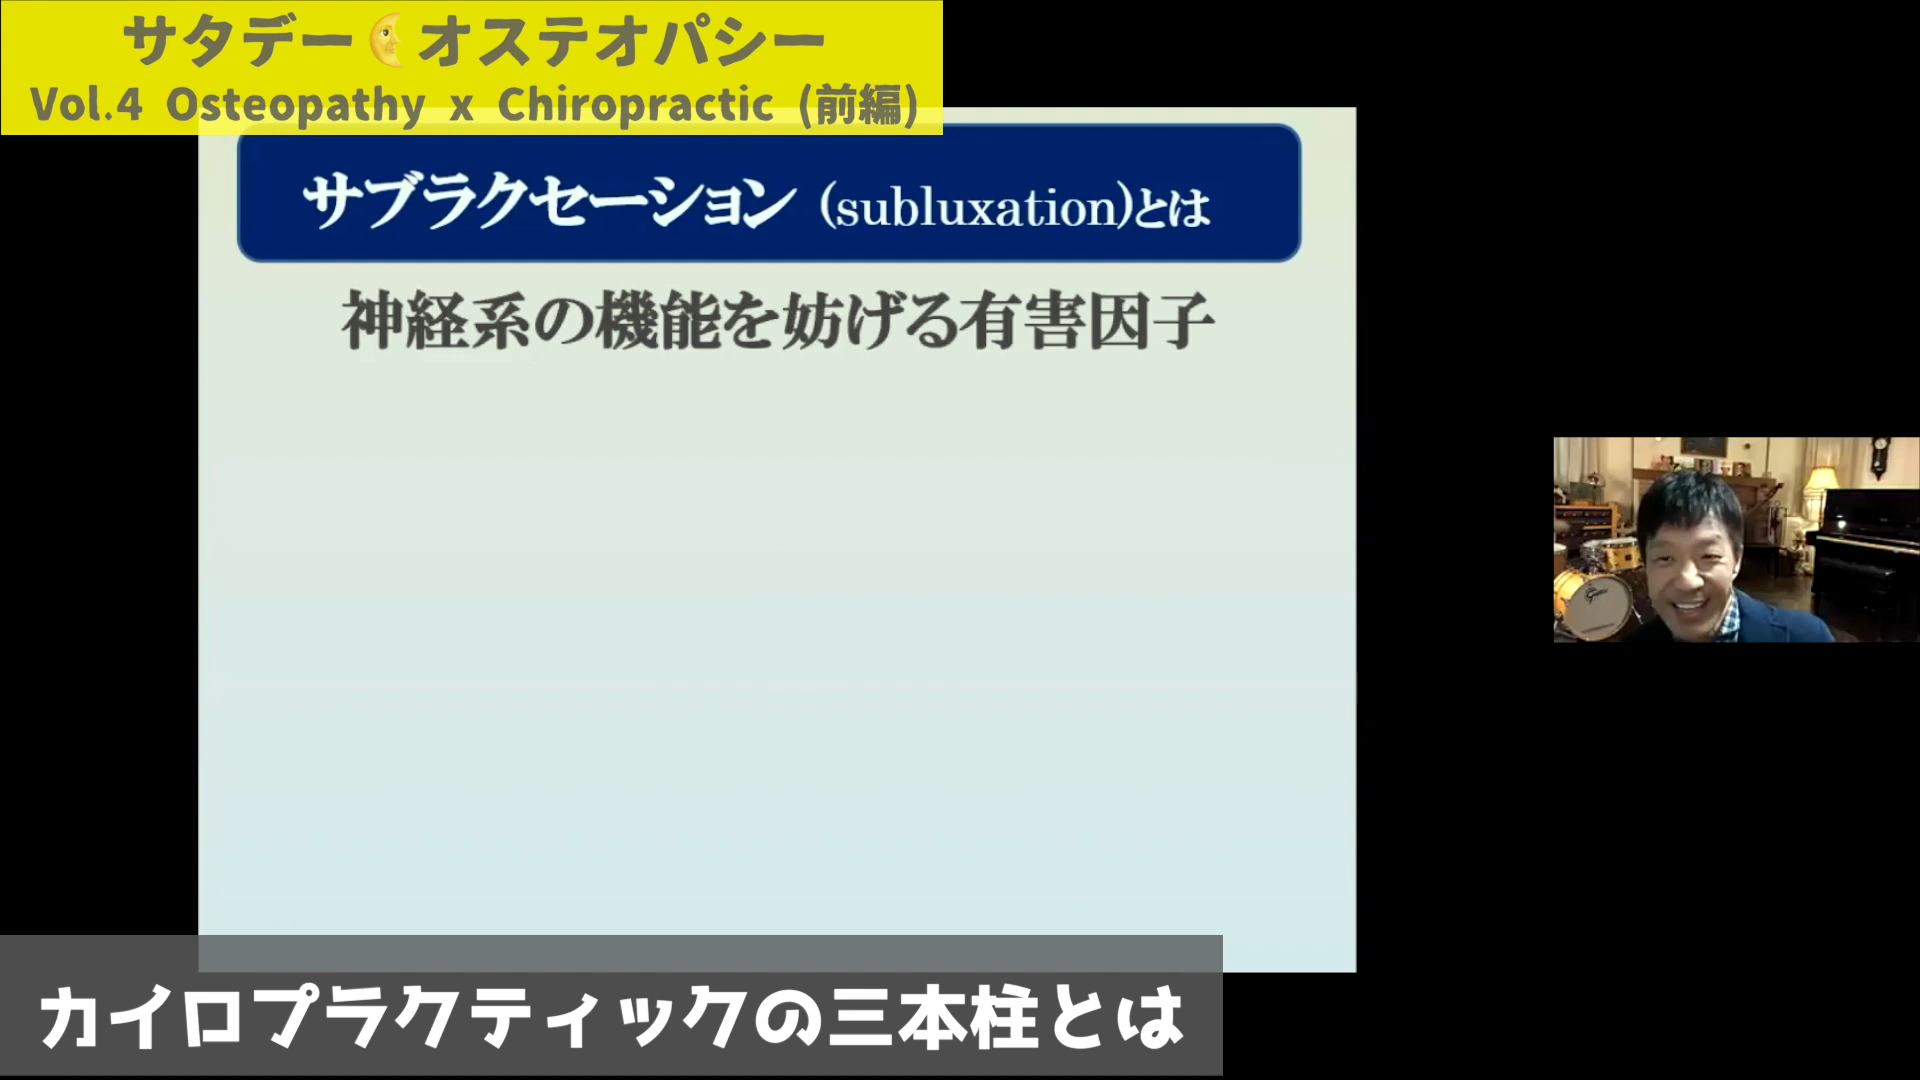 サタデー🌛オステオパシー
Vol.4 Osteopathy x Chiropractic (前編)
サブラクセーション (subluxation)とは
神経系の機能を妨げる有害因子
カイロプラクティックの三本柱とは